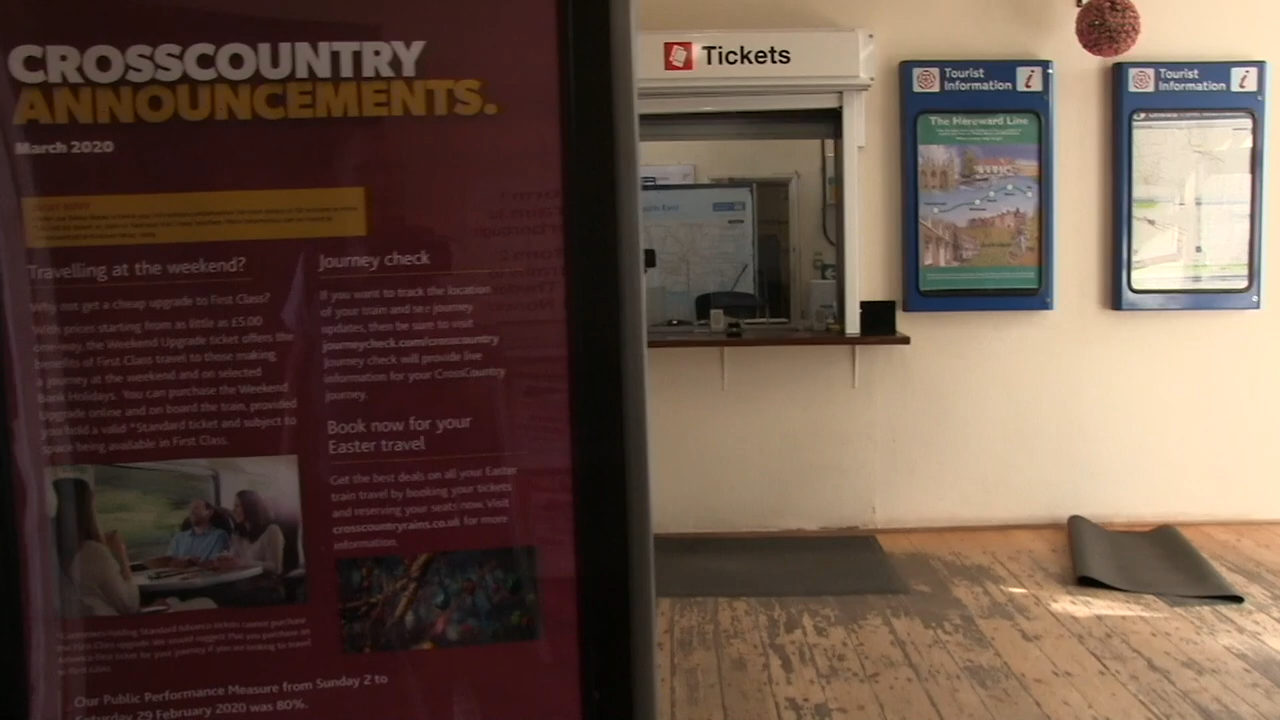 CROSSCOUNTRY
ANNOUNCEMENTS.
March 2020
Travelling at the weekend?
Why not get a cheap upgrade to First Class?
With prices starting from as little as £5.00
oneway, the Weekend Upgrade ticket offers the
benefits of First Class travel to those making
a journey at the weekend and on selected
Bank Holidays. You can purchase the Weekend
Upgrade online and on board the train, provided
you hold a valid *Standard ticket and subject to
space being available in First Class.
Journey check
If you want to track the location
of your train and see journey
updates, then be sure to visit
journeycheck.com/crosscountry
Journey check will provide live
information for your CrossCountry
journey.
Book now for your
Easter travel
Get the best deals on all your Easter
train travel by booking your tickets
and reserving your seats now. Visit
crosscountryrains.co.uk for more
information.
Our Public Performance Measure from Sunday 2 to
Saturday 29 February 2020 was 80%.
Tickets
Tourist
Information
i
The Hereward Line
Tourist
Information
i